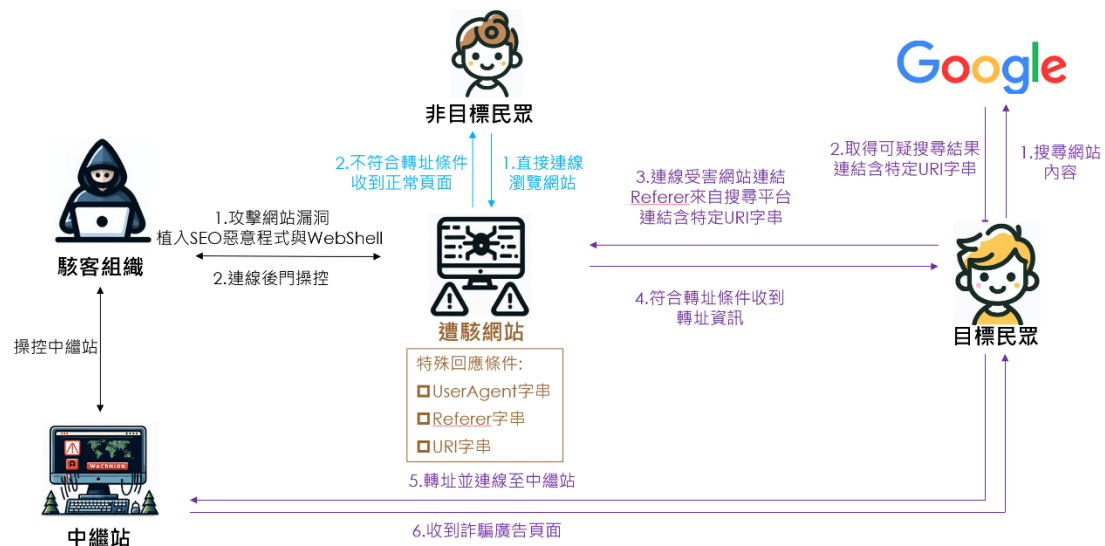 Google
非目標民眾
2.不符合轉址條件
收到正常頁面
1.直接連線
瀏覽網站
2.取得可疑搜尋結果
連結含特定URI字串
1.搜尋網站
內容
3.連線受害網站連結
Referer來自搜尋平台
連結含特定URI字串
1.攻擊網站漏洞
植入SEO惡意程式與WebShell
2.連線後門操控
駭客組織
4.符合轉址條件收到
轉址資訊
遭駭網站
目標民眾
操控中繼站
特殊回應條件:
UserAgent字串
Referer字串
URI字串
WACRNION
5.轉址並連線至中繼站
6.收到詐騙廣告頁面
中繼站